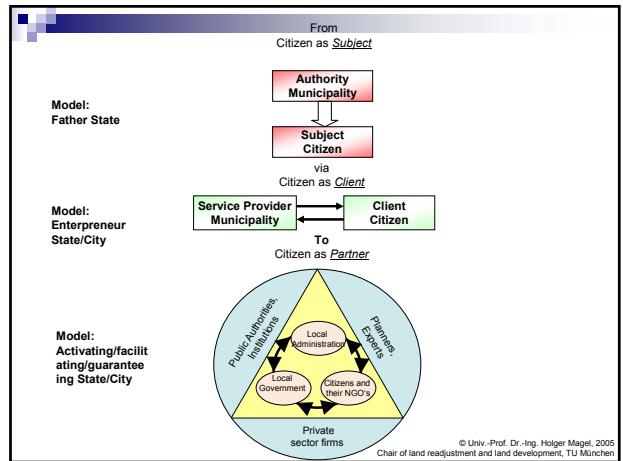 From
Citizen as Subject
Authority
Municipality
Model:
Father State
Subject
Citizen
via
Citizen as Client
Service Provider
Municipality
Client
Citizen
Model:
Enterpreneur
State/City
To
Citizen as Partner
Public Authorities,
Institutions
Planners,
Experts
Local
Administration
Model:
Activating/facilit
ating/guarantee
ing State/City
Local
Government
Citizens and
their NGO's
Private
sector firms
© Univ.-Prof. Dr.-Ing. Holger Magel, 2005
Chair of land readjustment and land development, TU München